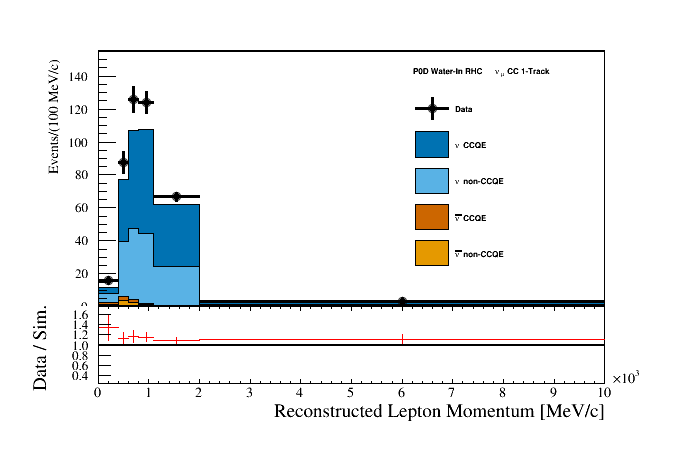 P0D Water-In RHC ν μ CC 1-Track
Data
ν CCQE
ν non-CCQE
ν̅ CCQE
ν̅ non-CCQE
Events/(100 MeV/c)
140
120
100
80
60
40
20
0
Data / Sim.
1.6
1.4
1.2
1.0
0.8
0.6
0.4
0 1 2 3 4 5 6 7 8 9 10
×10³
Reconstructed Lepton Momentum [MeV/c]